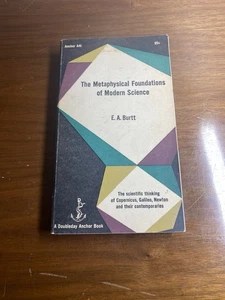 Anchor A41
95¢
The Metaphysical Foundations
of Modern Science
E. A. Burtt
The scientific thinking
of Copernicus, Galileo, Newton
and their contemporaries
A Doubleday Anchor Book